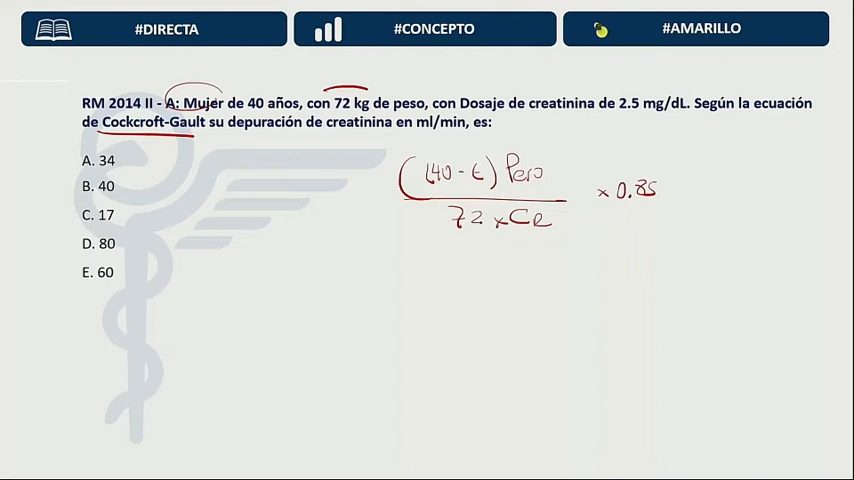 #DIRECTA
#CONCEPTO
#AMARILLO
RM 2014 II - A: Mujer de 40 años, con 72 kg de peso, con Dosaje de creatinina de 2.5 mg/dL. Según la ecuación
de Cockcroft-Gault su depuración de creatinina en ml/min, es:
A. 34
B. 40
C. 17
D. 80
E. 60
(140 - E) Peso
x 0.85
72 x CR